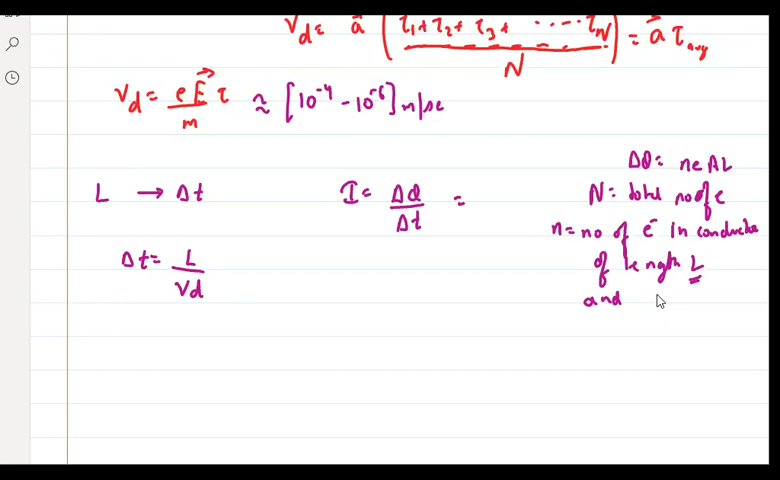 Vd = a⃗ ( τ1 + τ2 + τ3 + ..... τN / N ) = a⃗ τavg
Vd = eE⃗/m τ ≈ [10⁻⁴ - 10⁻⁶] m/sec
ΔQ = neAL
L → Δt
I = ΔQ/Δt =
N = total no of e
n = no of e⁻ in conductor
Δt = L/Vd
of length L
and